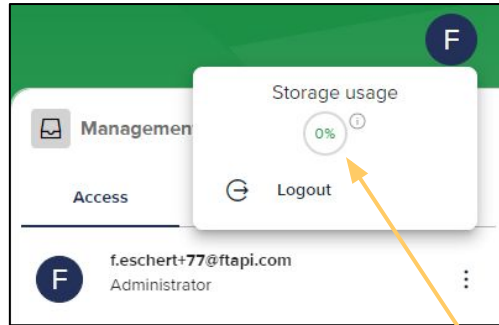 F
Storage usage
0% i
Managemen
Logout
Access
F
f.eschert+77@ftapi.com
Administrator